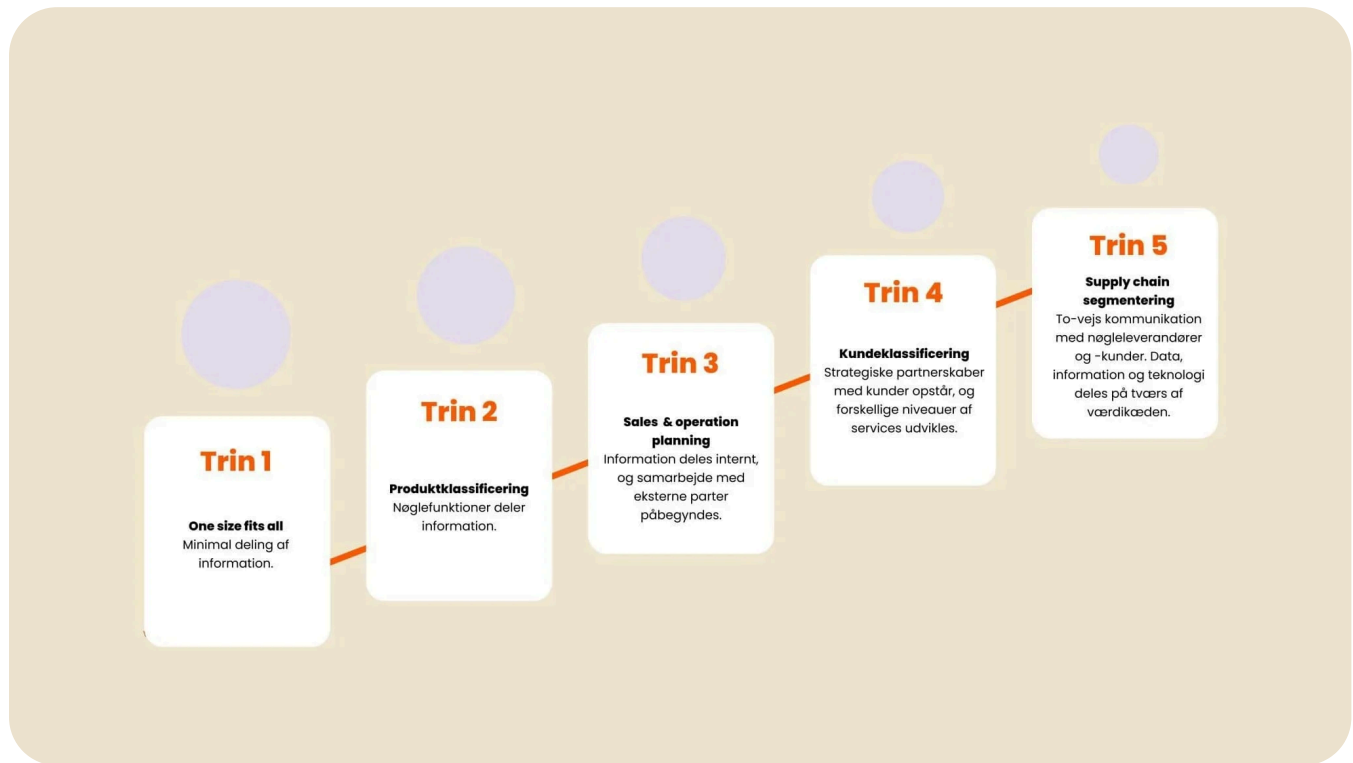 Trin 1
One size fits all
Minimal deling af
information.
Trin 2
Produktklassificering
Nøglefunktioner deler
information.
Trin 3
Sales & operation
planning
Information deles internt,
og samarbejde med
eksterne parter
påbegyndes.
Trin 4
Kundeklassificering
Strategiske partnerskaber
med kunder opstår, og
forskellige niveauer af
services udvikles.
Trin 5
Supply chain
segmentering
To-vejs kommunikation
med nøgleleverandører
og -kunder. Data,
information og teknologi
deles på tværs af
værdikæden.